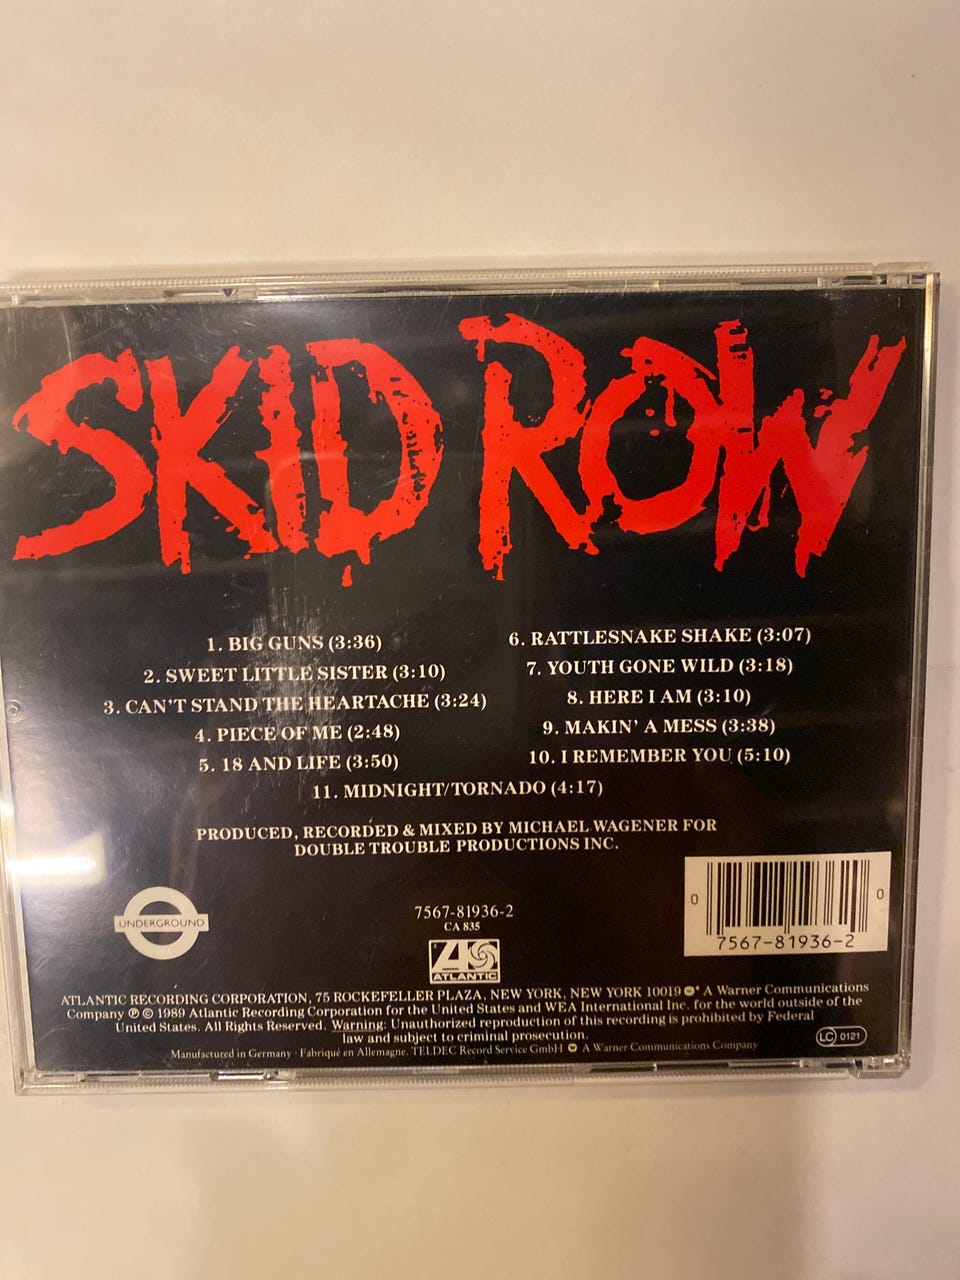 SKID ROW
1. BIG GUNS (3:36)
2. SWEET LITTLE SISTER (3:10)
3. CAN'T STAND THE HEARTACHE (3:24)
4. PIECE OF ME (2:48)
5. 18 AND LIFE (3:50)
6. RATTLESNAKE SHAKE (3:07)
7. YOUTH GONE WILD (3:18)
8. HERE I AM (3:10)
9. MAKIN' A MESS (3:38)
10. I REMEMBER YOU (5:10)
11. MIDNIGHT/TORNADO (4:17)
PRODUCED, RECORDED & MIXED BY MICHAEL WAGENER FOR
DOUBLE TROUBLE PRODUCTIONS INC.
UNDERGROUND
7567-81936-2
CA 835
ATLANTIC
0 0
7567-81936-2
ATLANTIC RECORDING CORPORATION, 75 ROCKEFELLER PLAZA, NEW YORK, NEW YORK 10019 * A Warner Communications
Company ℗ © 1989 Atlantic Recording Corporation for the United States and WEA International Inc. for the world outside of the
United States. All Rights Reserved. Warning: Unauthorized reproduction of this recording is prohibited by Federal
law and subject to criminal prosecution.
Manufactured in Germany · Fabriqué en Allemagne. TELDEC Record Service GmbH A Warner Communications Company
LC 0121